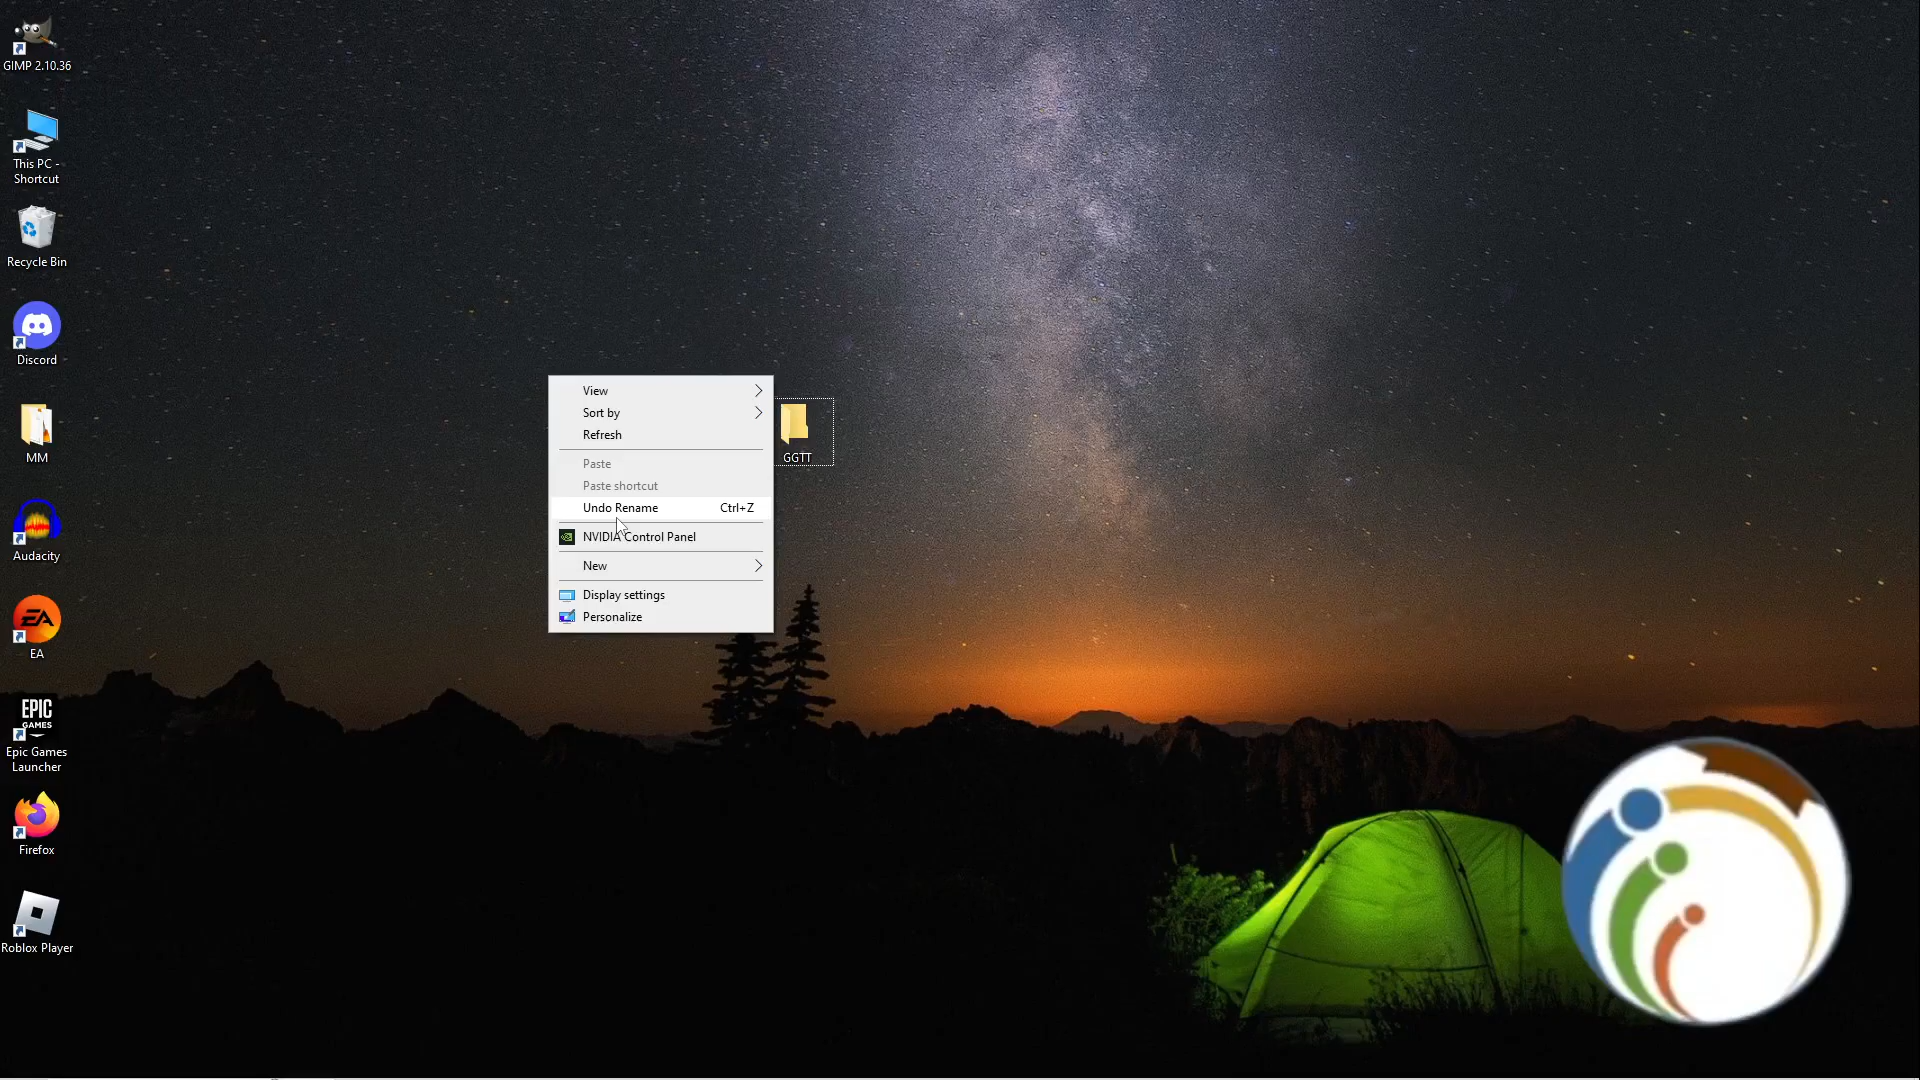 GIMP 2.10.36
This PC -
Shortcut
Recycle Bin
Discord
MM
Audacity
EA
EA
EPIC
GAMES
Epic Games
Launcher
Firefox
Roblox Player
View
Sort by
Refresh
Paste
Paste shortcut
Undo Rename Ctrl+Z
NVIDIA Control Panel
New
Display settings
Personalize
GGTT